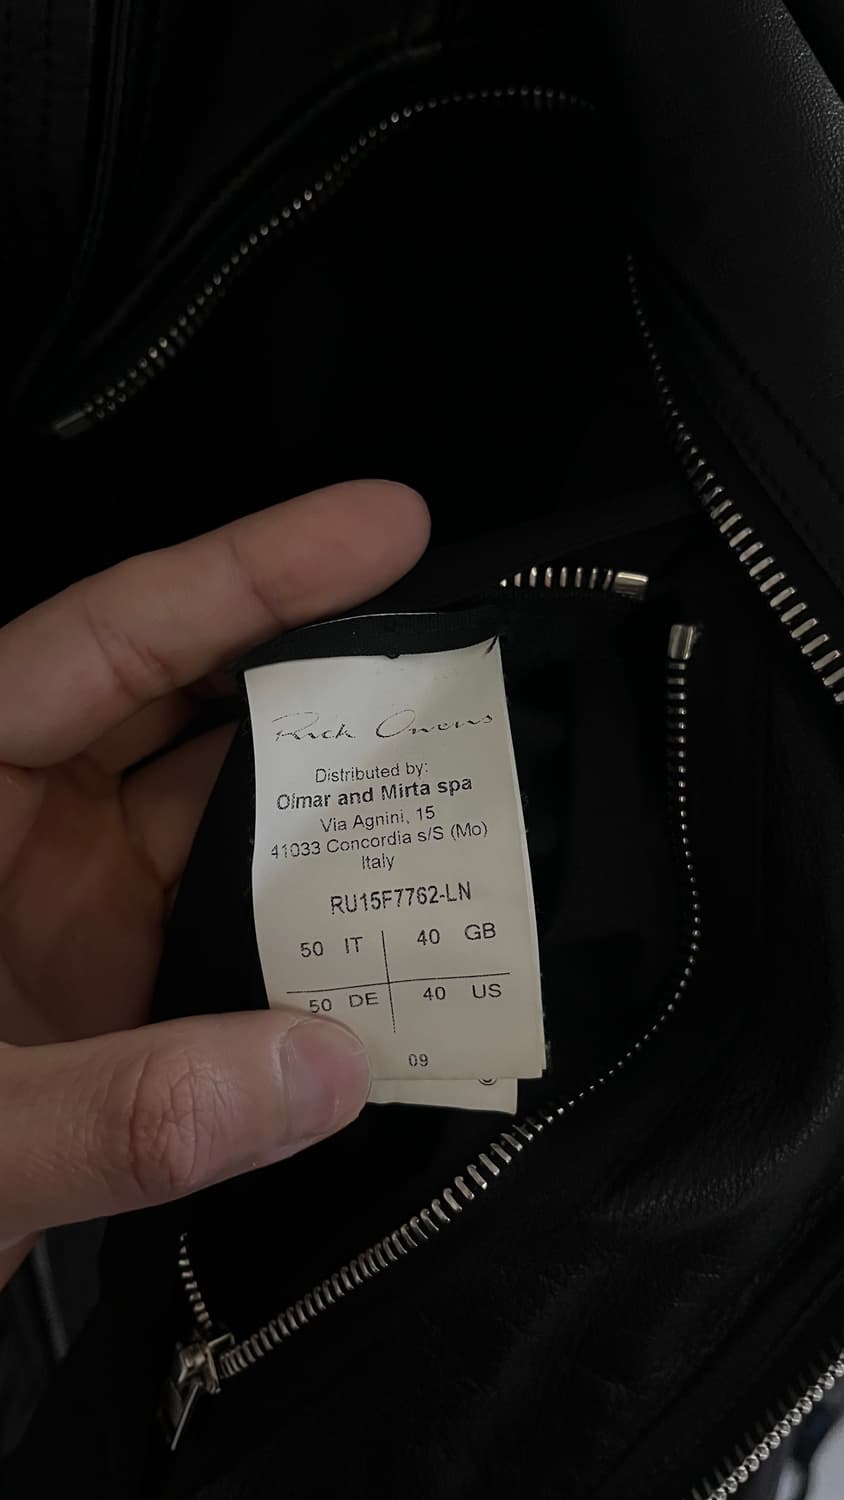 Rick Owens
Distributed by:
Olmar and Mirta spa
Via Agnini, 15
41033 Concordia s/S (Mo)
Italy
RU15F7762-LN
50 IT 40 GB
50 DE 40 US
09